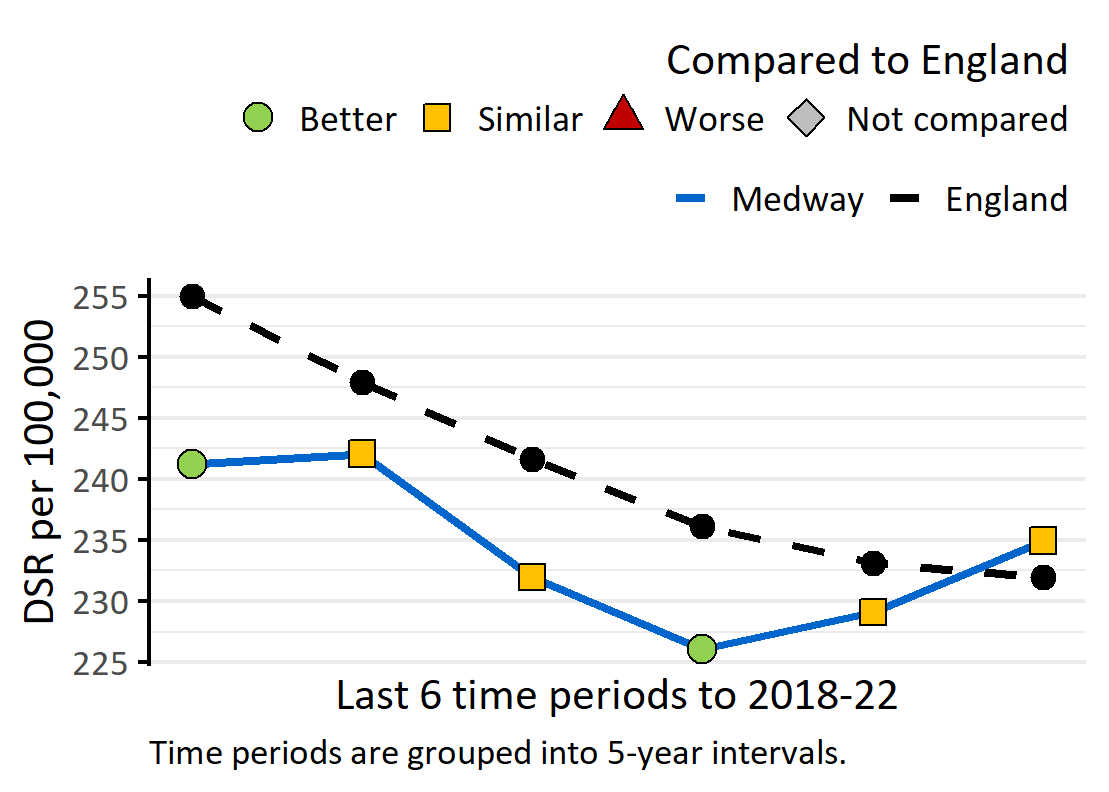 Compared to England
Better Similar Worse Not compared
Medway England
DSR per 100,000
255
250
245
240
235
230
225
Last 6 time periods to 2018-22
Time periods are grouped into 5-year intervals.